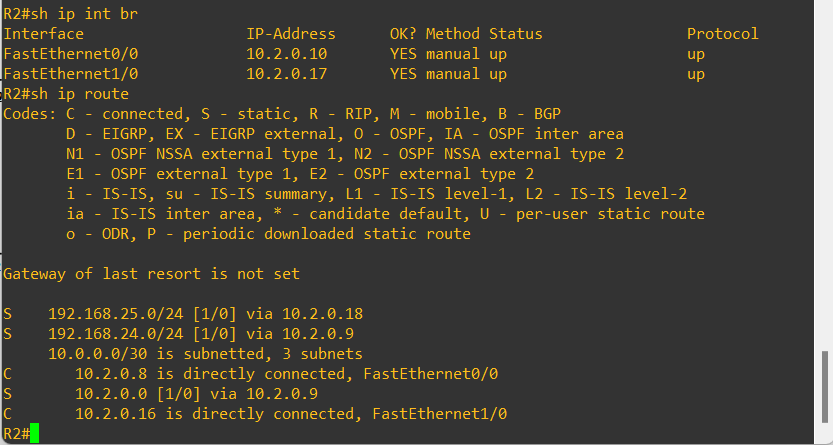 R2#sh ip int br
Interface                  IP-Address      OK? Method Status                Protocol
FastEthernet0/0            10.2.0.10       YES manual up                    up
FastEthernet1/0            10.2.0.17       YES manual up                    up
R2#sh ip route
Codes: C - connected, S - static, R - RIP, M - mobile, B - BGP
       D - EIGRP, EX - EIGRP external, O - OSPF, IA - OSPF inter area
       N1 - OSPF NSSA external type 1, N2 - OSPF NSSA external type 2
       E1 - OSPF external type 1, E2 - OSPF external type 2
       i - IS-IS, su - IS-IS summary, L1 - IS-IS level-1, L2 - IS-IS level-2
       ia - IS-IS inter area, * - candidate default, U - per-user static route
       o - ODR, P - periodic downloaded static route

Gateway of last resort is not set

S    192.168.25.0/24 [1/0] via 10.2.0.18
S    192.168.24.0/24 [1/0] via 10.2.0.9
     10.0.0.0/30 is subnetted, 3 subnets
C       10.2.0.8 is directly connected, FastEthernet0/0
S       10.2.0.0 [1/0] via 10.2.0.9
C       10.2.0.16 is directly connected, FastEthernet1/0
R2#